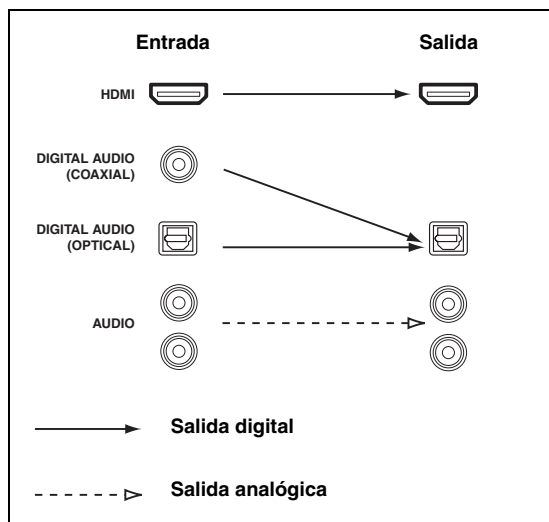 Entrada Salida
HDMI
DIGITAL AUDIO
(COAXIAL)
DIGITAL AUDIO
(OPTICAL)
AUDIO
Salida digital
Salida analógica